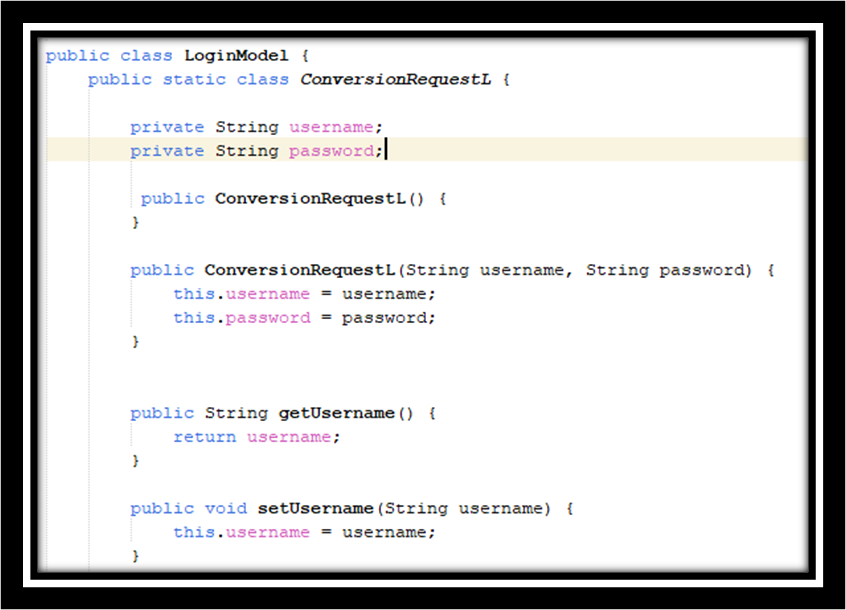 public class LoginModel {
public static class ConversionRequestL {
private String username;
private String password;
public ConversionRequestL() {
}
public ConversionRequestL(String username, String password) {
this.username = username;
this.password = password;
}
public String getUsername() {
return username;
}
public void setUsername(String username) {
this.username = username;
}